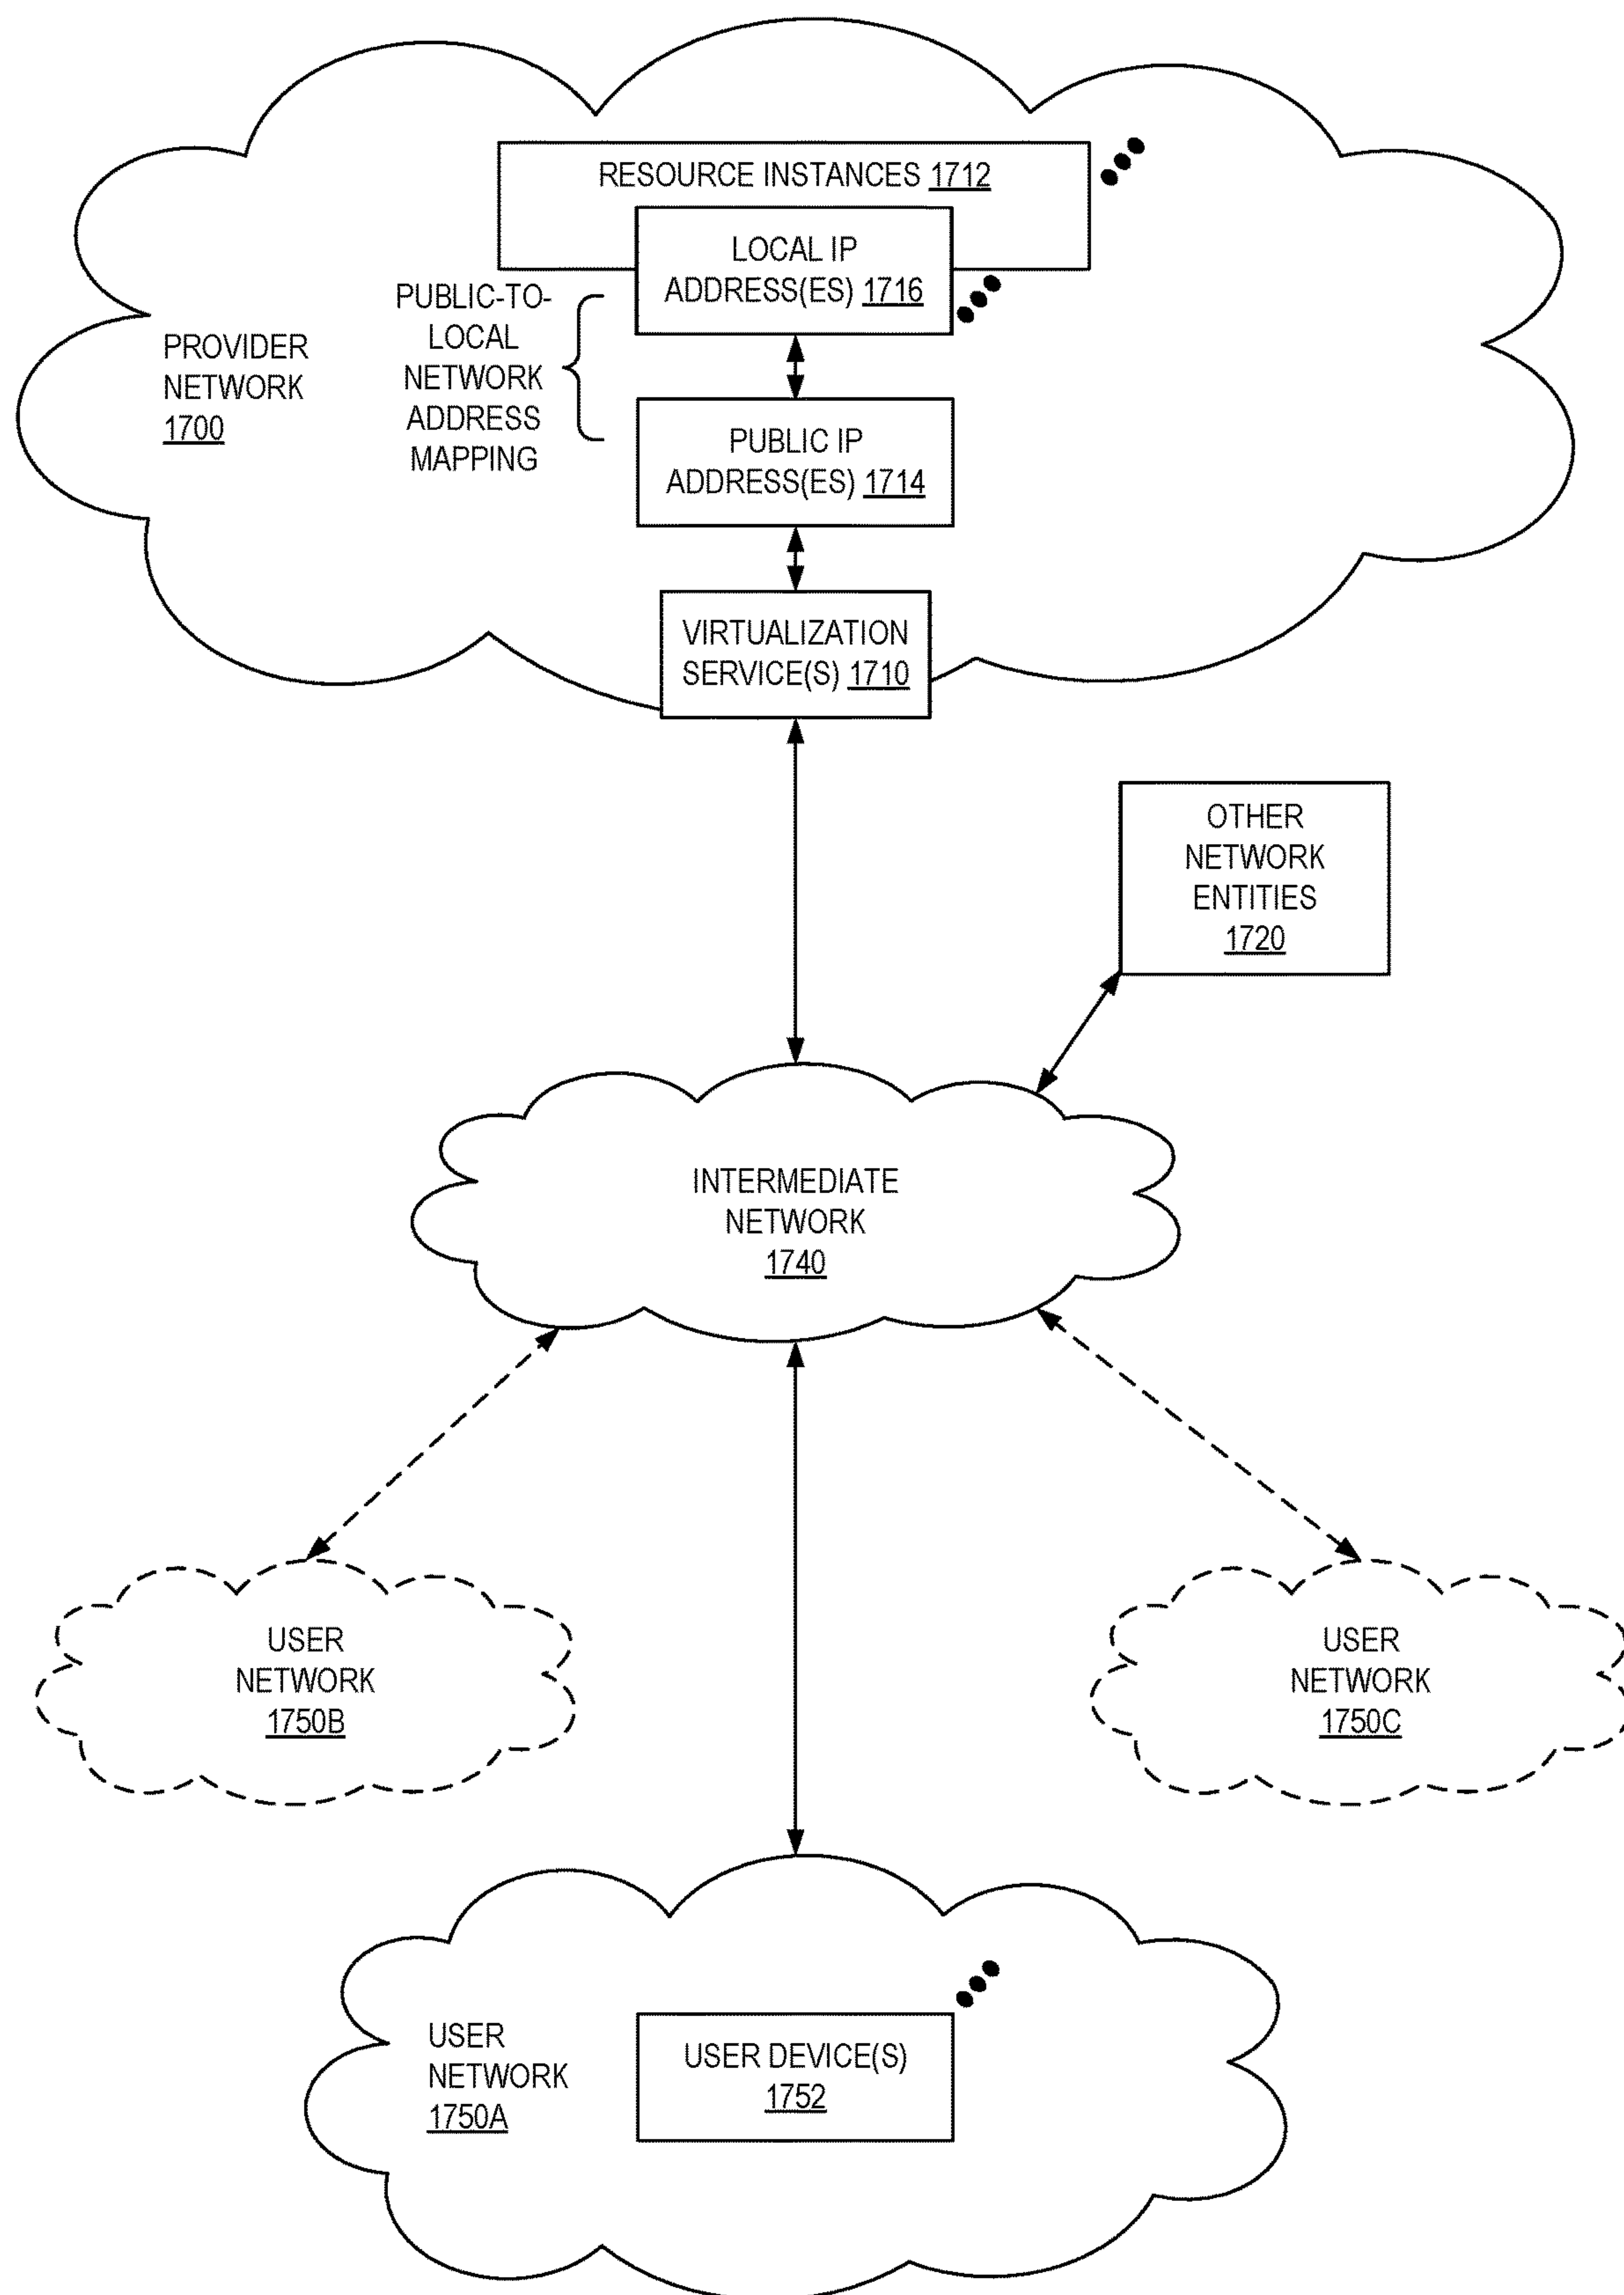 RESOURCE INSTANCES 1712
LOCAL IP
ADDRESS(ES) 1716
PUBLIC-TO-
LOCAL
NETWORK
ADDRESS
MAPPING
PROVIDER
NETWORK
1700
PUBLIC IP
ADDRESS(ES) 1714
VIRTUALIZATION
SERVICE(S) 1710
OTHER
NETWORK
ENTITIES
1720
INTERMEDIATE
NETWORK
1740
USER
NETWORK
1750B
USER
NETWORK
1750C
USER
NETWORK
1750A
USER DEVICE(S)
1752